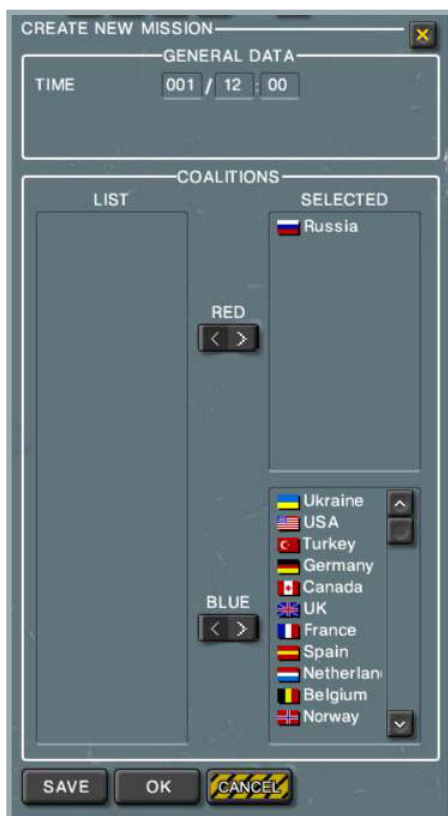 CREATE NEW MISSION
GENERAL DATA
TIME 001 / 12 : 00
COALITIONS
LIST
SELECTED
Russia
RED
Ukraine
USA
Turkey
Germany
Canada
BLUE
UK
France
Spain
Netherlan
Belgium
Norway
SAVE
OK
CANCEL